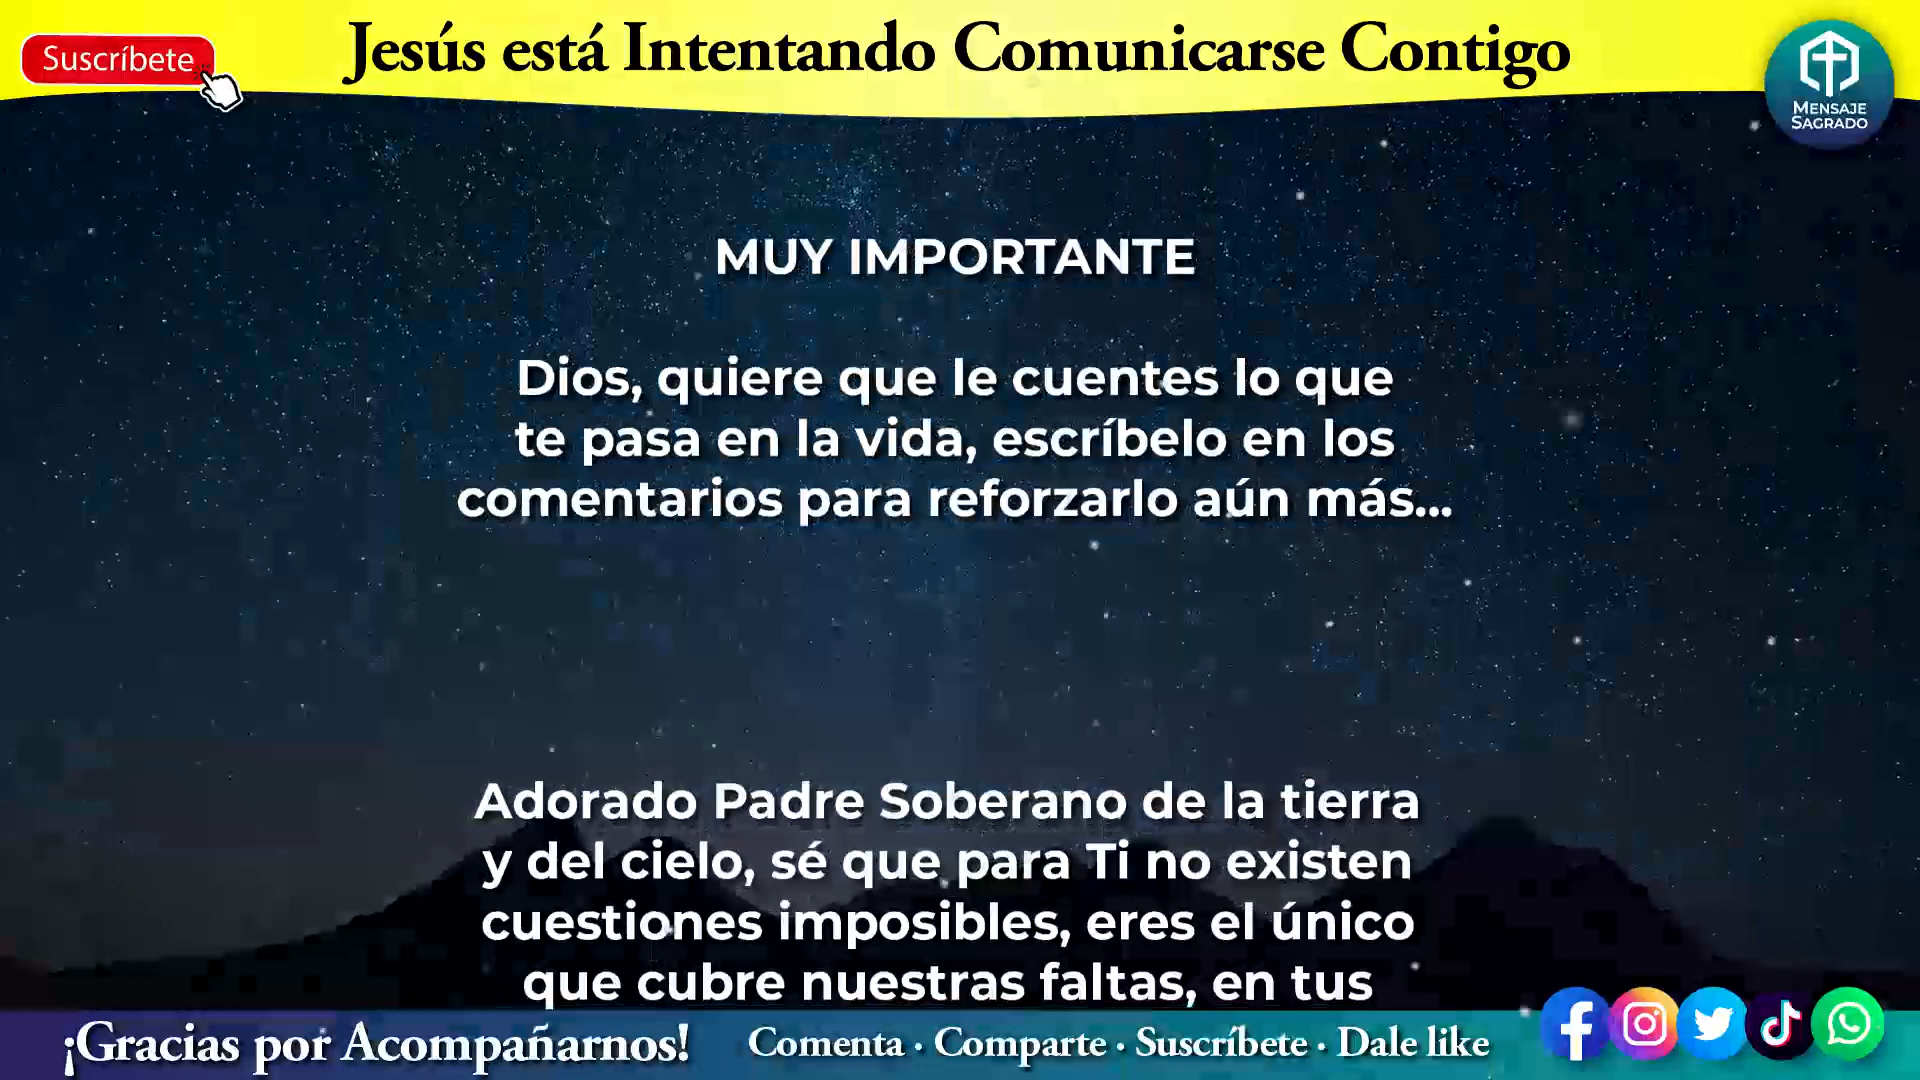 Suscríbete
Jesús está Intentando Comunicarse Contigo
MENSAJE
SAGRADO
MUY IMPORTANTE
Dios, quiere que le cuentes lo que
te pasa en la vida, escríbelo en los
comentarios para reforzarlo aún más...
Adorado Padre Soberano de la tierra
y del cielo, sé que para Ti no existen
cuestiones imposibles, eres el único
que cubre nuestras faltas, en tus
¡Gracias por Acompañarnos!
Comenta · Comparte · Suscríbete · Dale like